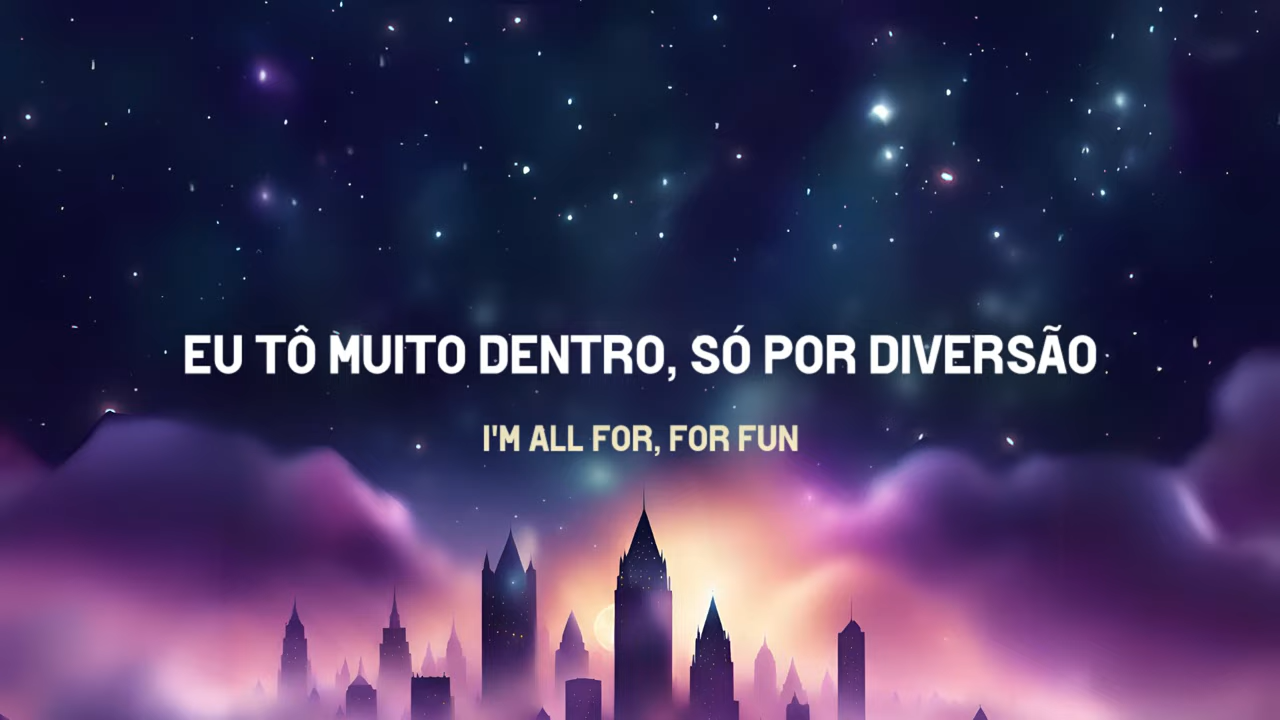 EU TÔ MUITO DENTRO, SÓ POR DIVERSÃO
I'M ALL FOR, FOR FUN